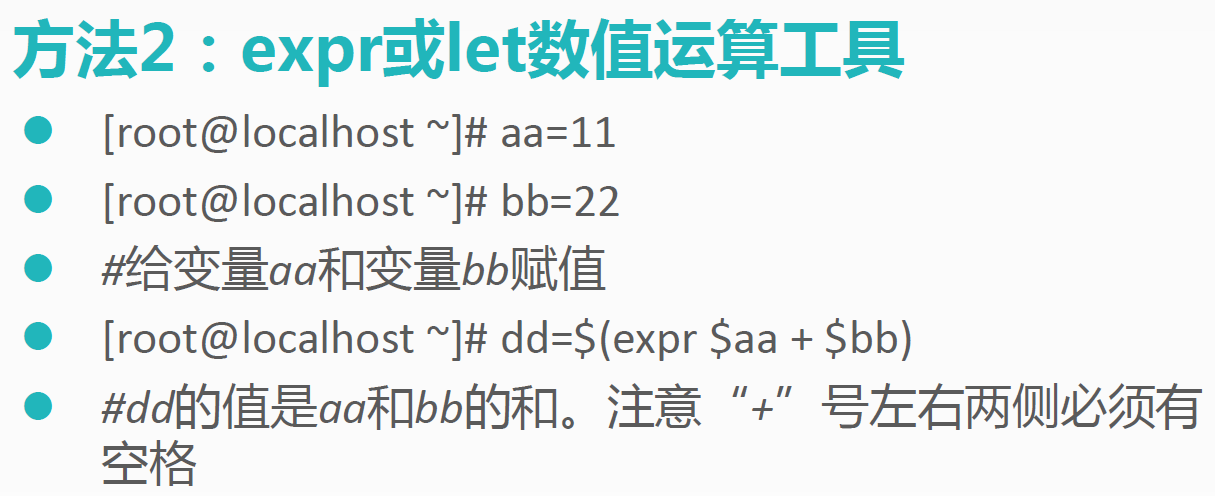 方法2：expr或let数值运算工具
[root@localhost ~]# aa=11
[root@localhost ~]# bb=22
#给变量aa和变量bb赋值
[root@localhost ~]# dd=$(expr $aa + $bb)
#dd的值是aa和bb的和。注意“+”号左右两侧必须有
空格